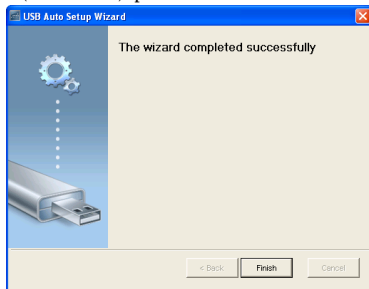 USB Auto Setup Wizard
The wizard completed successfully
< Back
Finish
Cancel